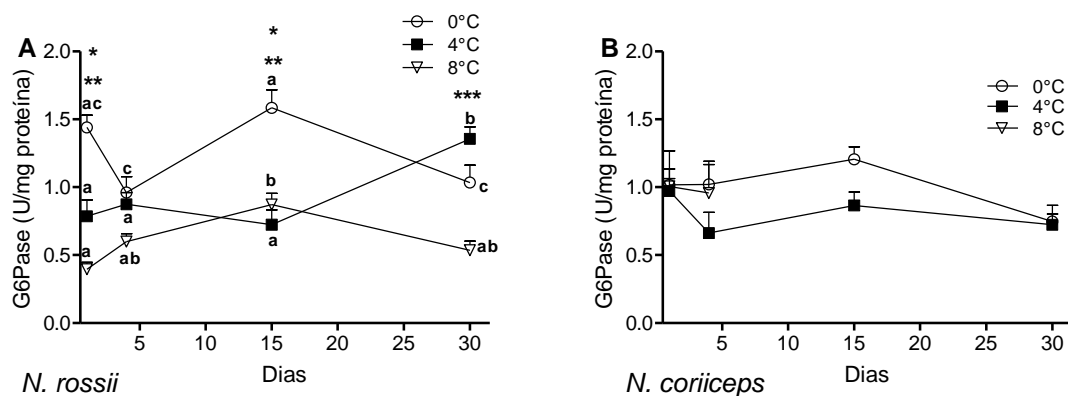 A
G6Pase (U/mg proteína)
2.0
1.5
1.0
0.5
0.0
5
10
15
20
25
30
Dias
N. rossii
0°C
4°C
8°C
*
**
ac
a
a
c
a
ab
*
**
a
b
a
***
b
c
ab
B
G6Pase (U/mg proteína)
2.0
1.5
1.0
0.5
0.0
5
10
15
20
25
30
Dias
N. coriiceps
0°C
4°C
8°C